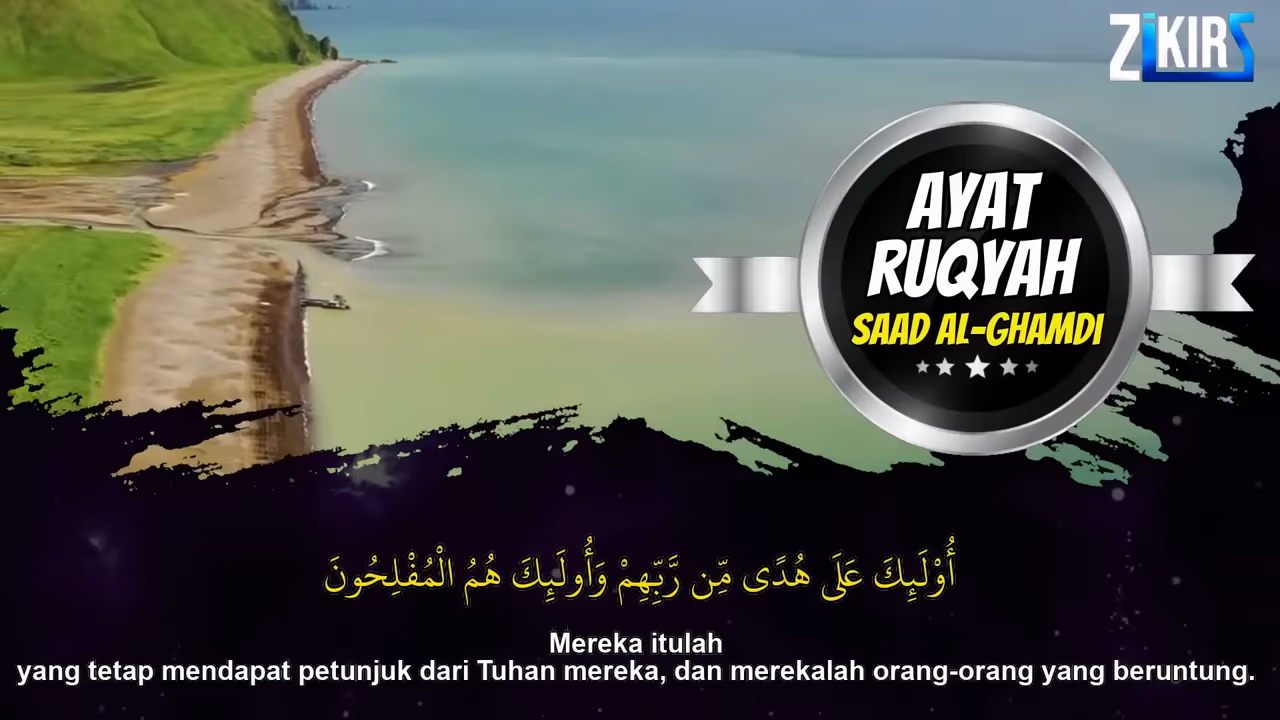 ZIKIRS
AYAT
RUQYAH
SAAD AL-GHAMDI
أُوْلَئِكَ عَلَى هُدًى مِّن رَّبِّهِمْ وَأُولَئِكَ هُمُ الْمُفْلِحُونَ
Mereka itulah
yang tetap mendapat petunjuk dari Tuhan mereka, dan merekalah orang-orang yang beruntung.